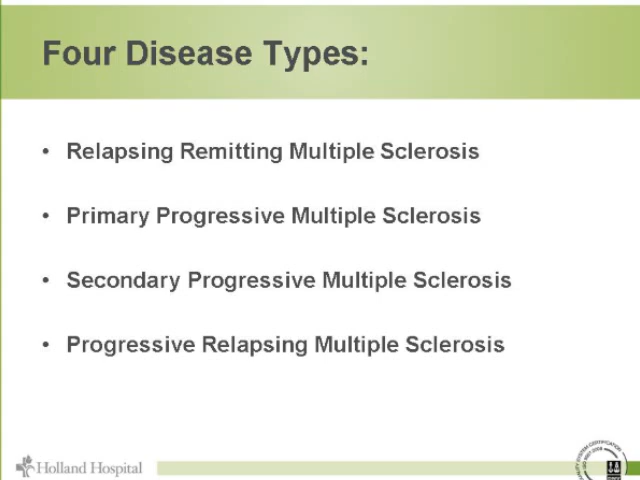 Four Disease Types:
• Relapsing Remitting Multiple Sclerosis
• Primary Progressive Multiple Sclerosis
• Secondary Progressive Multiple Sclerosis
• Progressive Relapsing Multiple Sclerosis
Holland Hospital